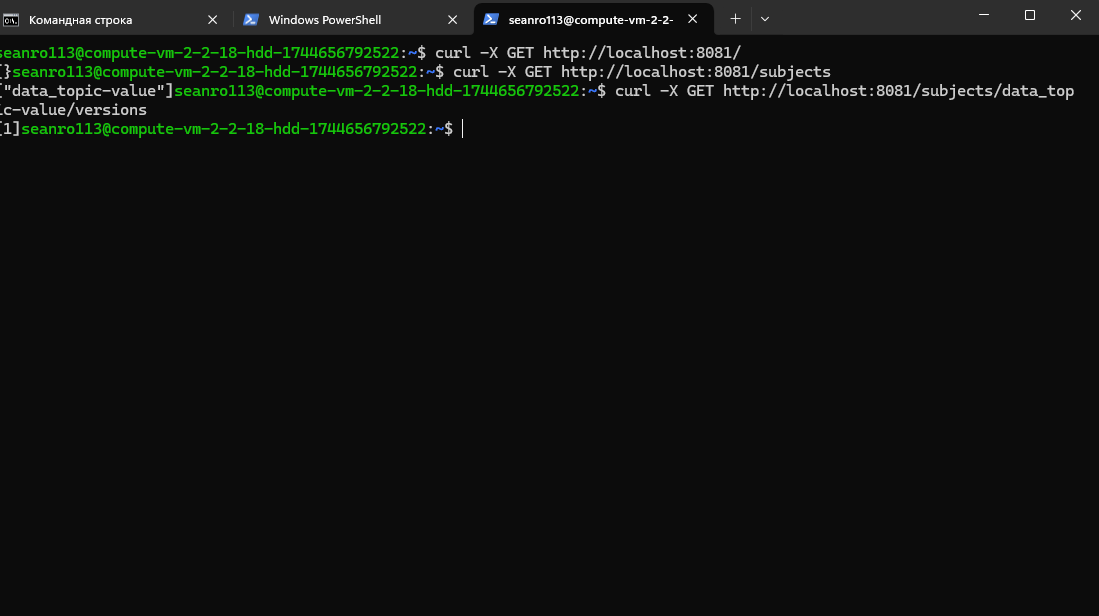 Командная строка
Windows PowerShell
seanro113@compute-vm-2-2-
seanro113@compute-vm-2-2-18-hdd-1744656792522:~$ curl -X GET http://localhost:8081/
{}seanro113@compute-vm-2-2-18-hdd-1744656792522:~$ curl -X GET http://localhost:8081/subjects
["data_topic-value"]seanro113@compute-vm-2-2-18-hdd-1744656792522:~$ curl -X GET http://localhost:8081/subjects/data_top
ic-value/versions
[1]seanro113@compute-vm-2-2-18-hdd-1744656792522:~$